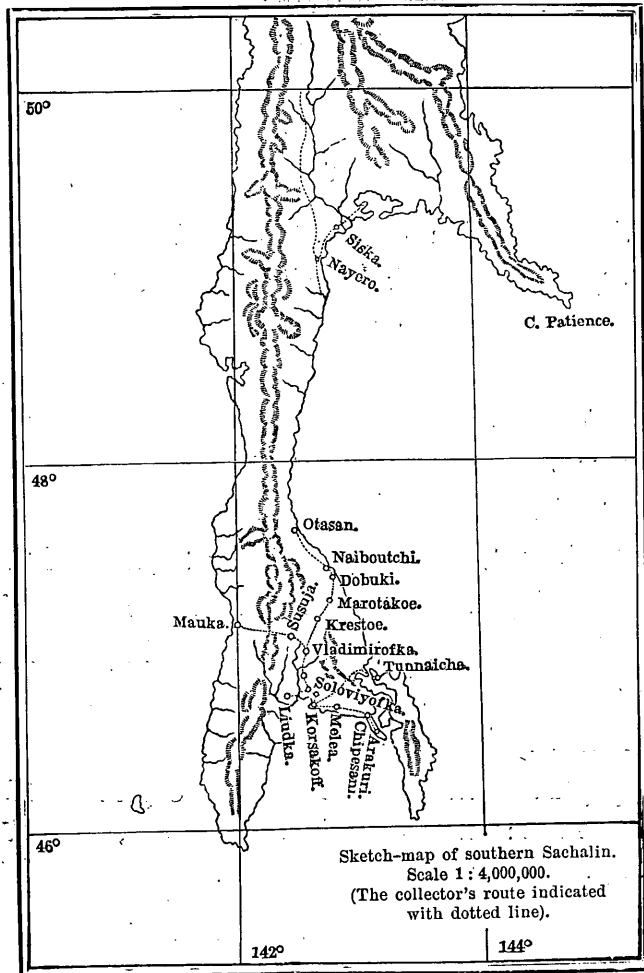 50°
Siska.
Nayero.
C. Patience.
48°
Otasan.
Naiboutchi.
Dobuki.
Susuja.
Marotakoe.
Mauka.
Krestoe.
Vladimirofka.
Tunnaicha.
Soloviyofka.
Liudka.
Korsakoff.
Melea.
Chipesani.
Arakuri.
46°
Sketch-map of southern Sachalin.
Scale 1 : 4,000,000.
(The collector's route indicated
with dotted line).
142°
144°